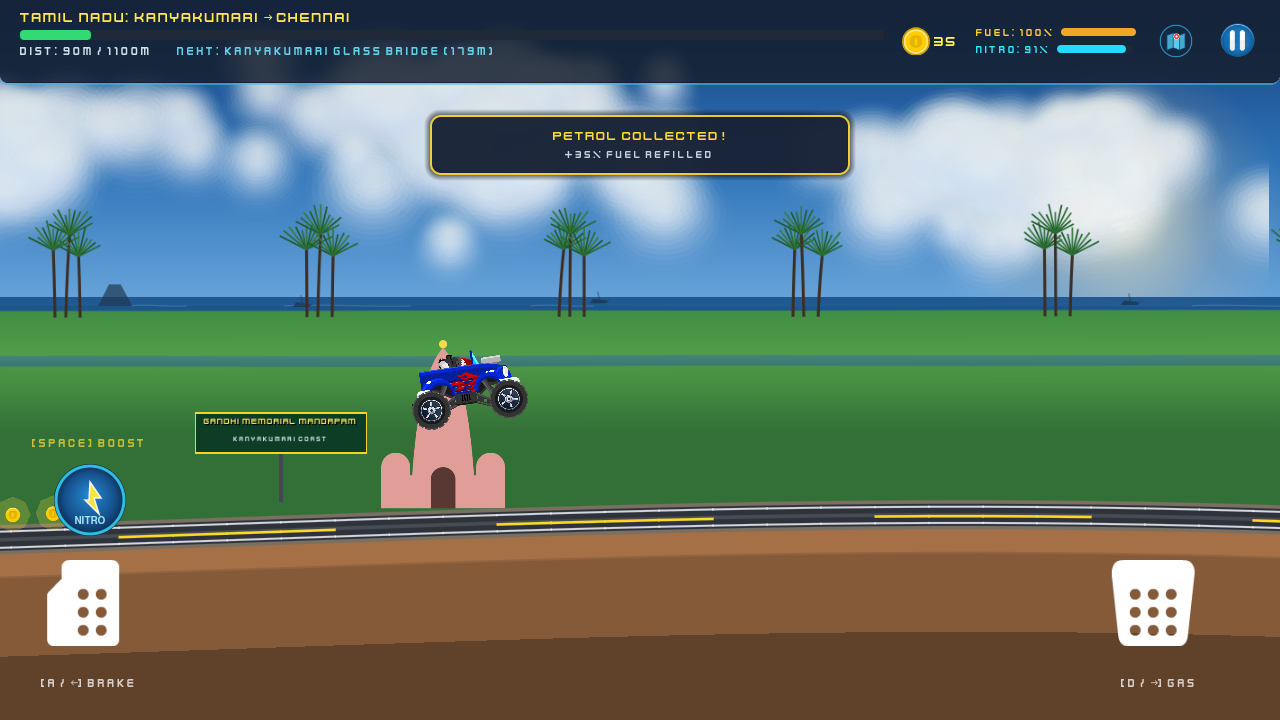 TAMIL NADU: KANYAKUMARI → CHENNAI
DIST: 90M / 1100M
NEXT: KANYAKUMARI GLASS BRIDGE (179M)
35
FUEL: 100%
NITRO: 91%
PETROL COLLECTED!
+35% FUEL REFILLED
GANDHI MEMORIAL MANDAPAM
KANYAKUMARI COAST
[SPACE] BOOST
NITRO
[A / ←] BRAKE
[D / →] GAS